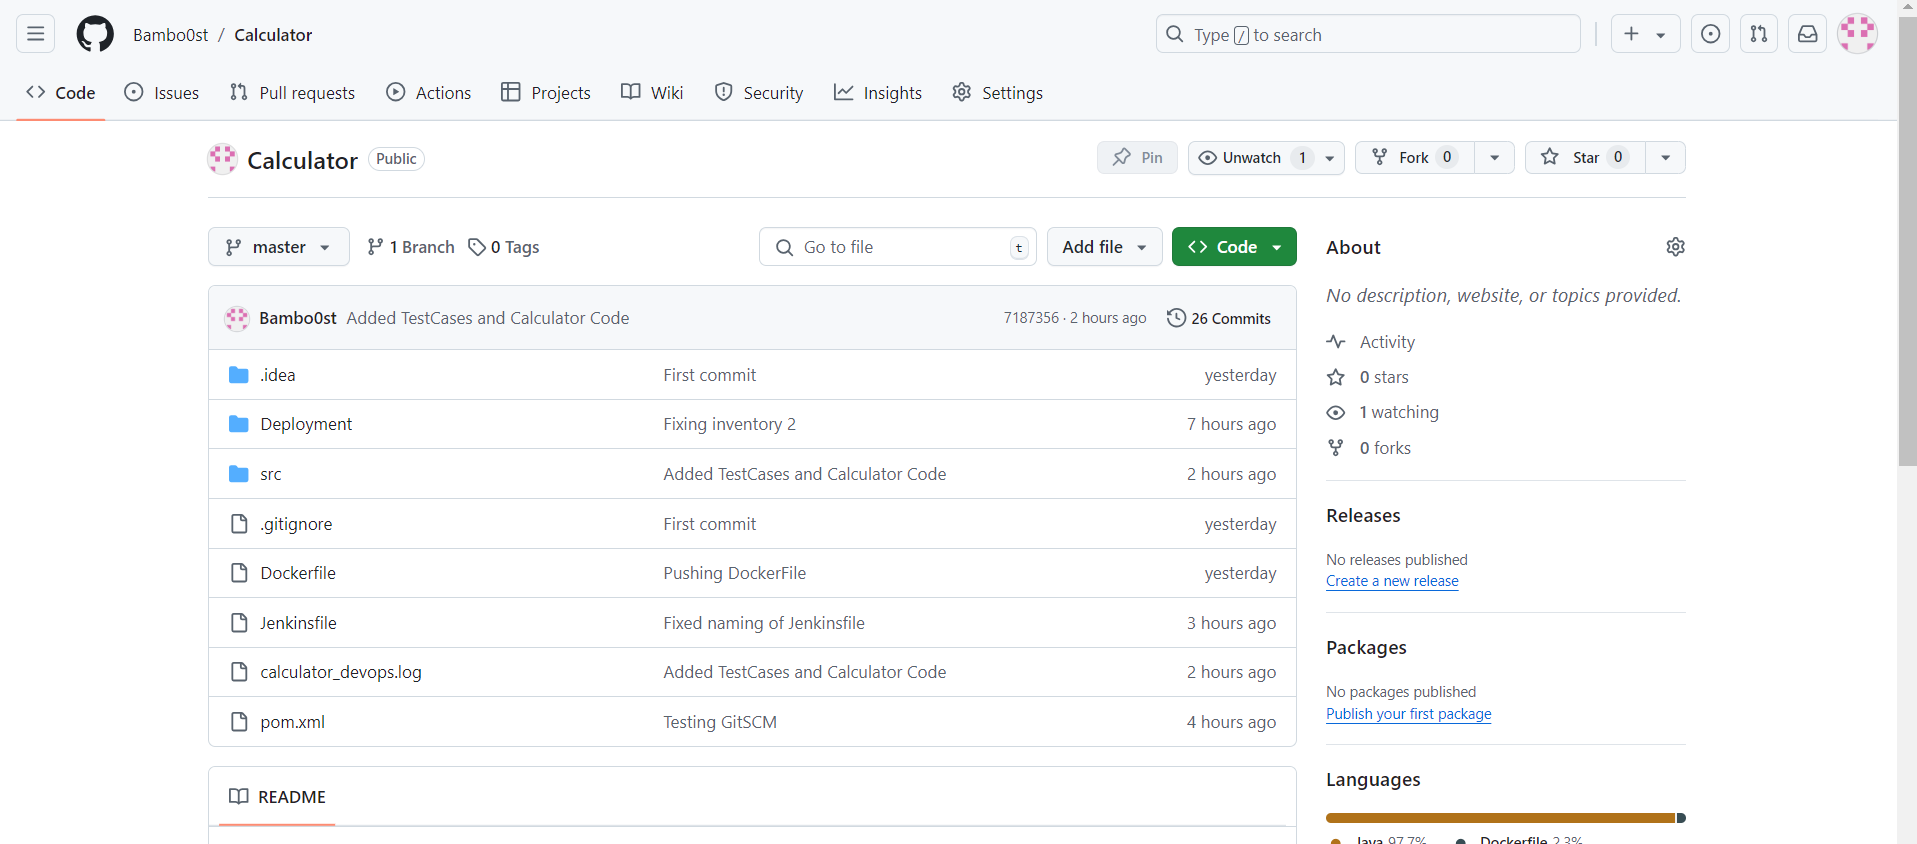 Bambo0st / Calculator
Type / to search
Code Issues Pull requests Actions Projects Wiki Security Insights Settings
Calculator Public
Pin Unwatch 1 Fork 0 Star 0
master 1 Branch 0 Tags Go to file t Add file Code
Bambo0st Added TestCases and Calculator Code 7187356 · 2 hours ago 26 Commits
.idea First commit yesterday
Deployment Fixing inventory 2 7 hours ago
src Added TestCases and Calculator Code 2 hours ago
.gitignore First commit yesterday
Dockerfile Pushing DockerFile yesterday
Jenkinsfile Fixed naming of Jenkinsfile 3 hours ago
calculator_devops.log Added TestCases and Calculator Code 2 hours ago
pom.xml Testing GitSCM 4 hours ago
README
About
No description, website, or topics provided.
Activity
0 stars
1 watching
0 forks
Releases
No releases published
Create a new release
Packages
No packages published
Publish your first package
Languages
Java 97.7% Dockerfile 2.3%